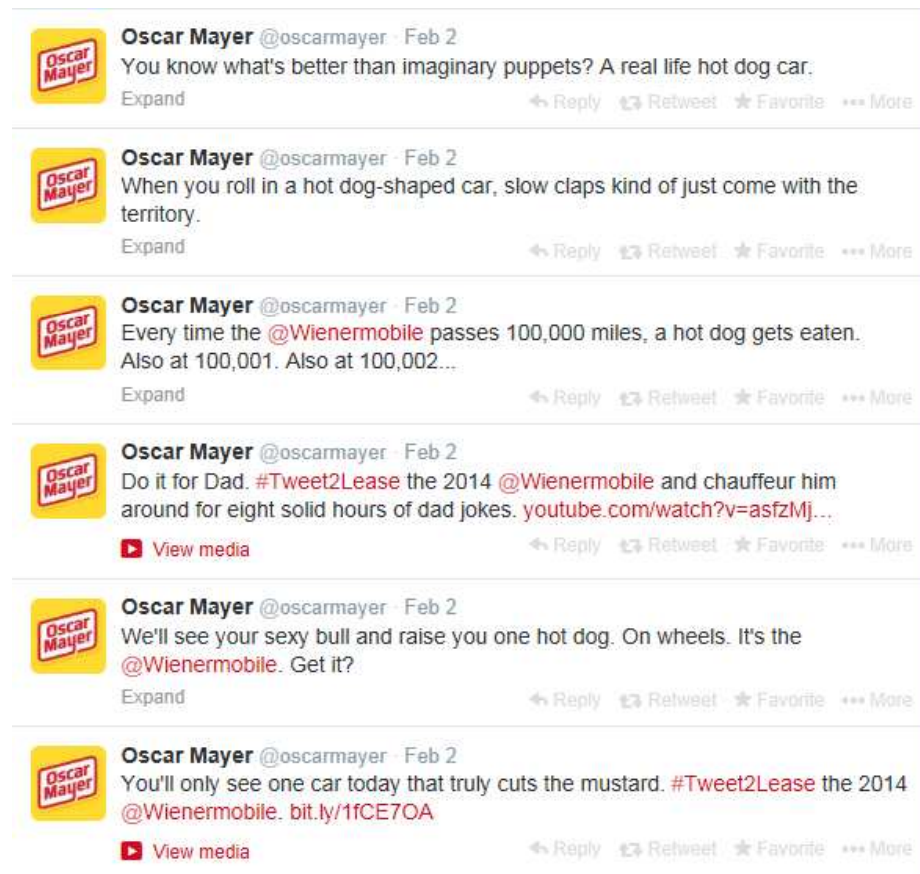 Oscar Mayer
Oscar Mayer @oscarmayer · Feb 2
You know what's better than imaginary puppets? A real life hot dog car.
Expand Reply Retweet Favorite More
Oscar Mayer
Oscar Mayer @oscarmayer · Feb 2
When you roll in a hot dog-shaped car, slow claps kind of just come with the
territory.
Expand Reply Retweet Favorite More
Oscar Mayer
Oscar Mayer @oscarmayer · Feb 2
Every time the @Wienermobile passes 100,000 miles, a hot dog gets eaten.
Also at 100,001. Also at 100,002...
Expand Reply Retweet Favorite More
Oscar Mayer
Oscar Mayer @oscarmayer · Feb 2
Do it for Dad. #Tweet2Lease the 2014 @Wienermobile and chauffeur him
around for eight solid hours of dad jokes. youtube.com/watch?v=asfzMj...
View media Reply Retweet Favorite More
Oscar Mayer
Oscar Mayer @oscarmayer · Feb 2
We'll see your sexy bull and raise you one hot dog. On wheels. It's the
@Wienermobile. Get it?
Expand Reply Retweet Favorite More
Oscar Mayer
Oscar Mayer @oscarmayer · Feb 2
You'll only see one car today that truly cuts the mustard. #Tweet2Lease the 2014
@Wienermobile. bit.ly/1fCE7OA
View media Reply Retweet Favorite More